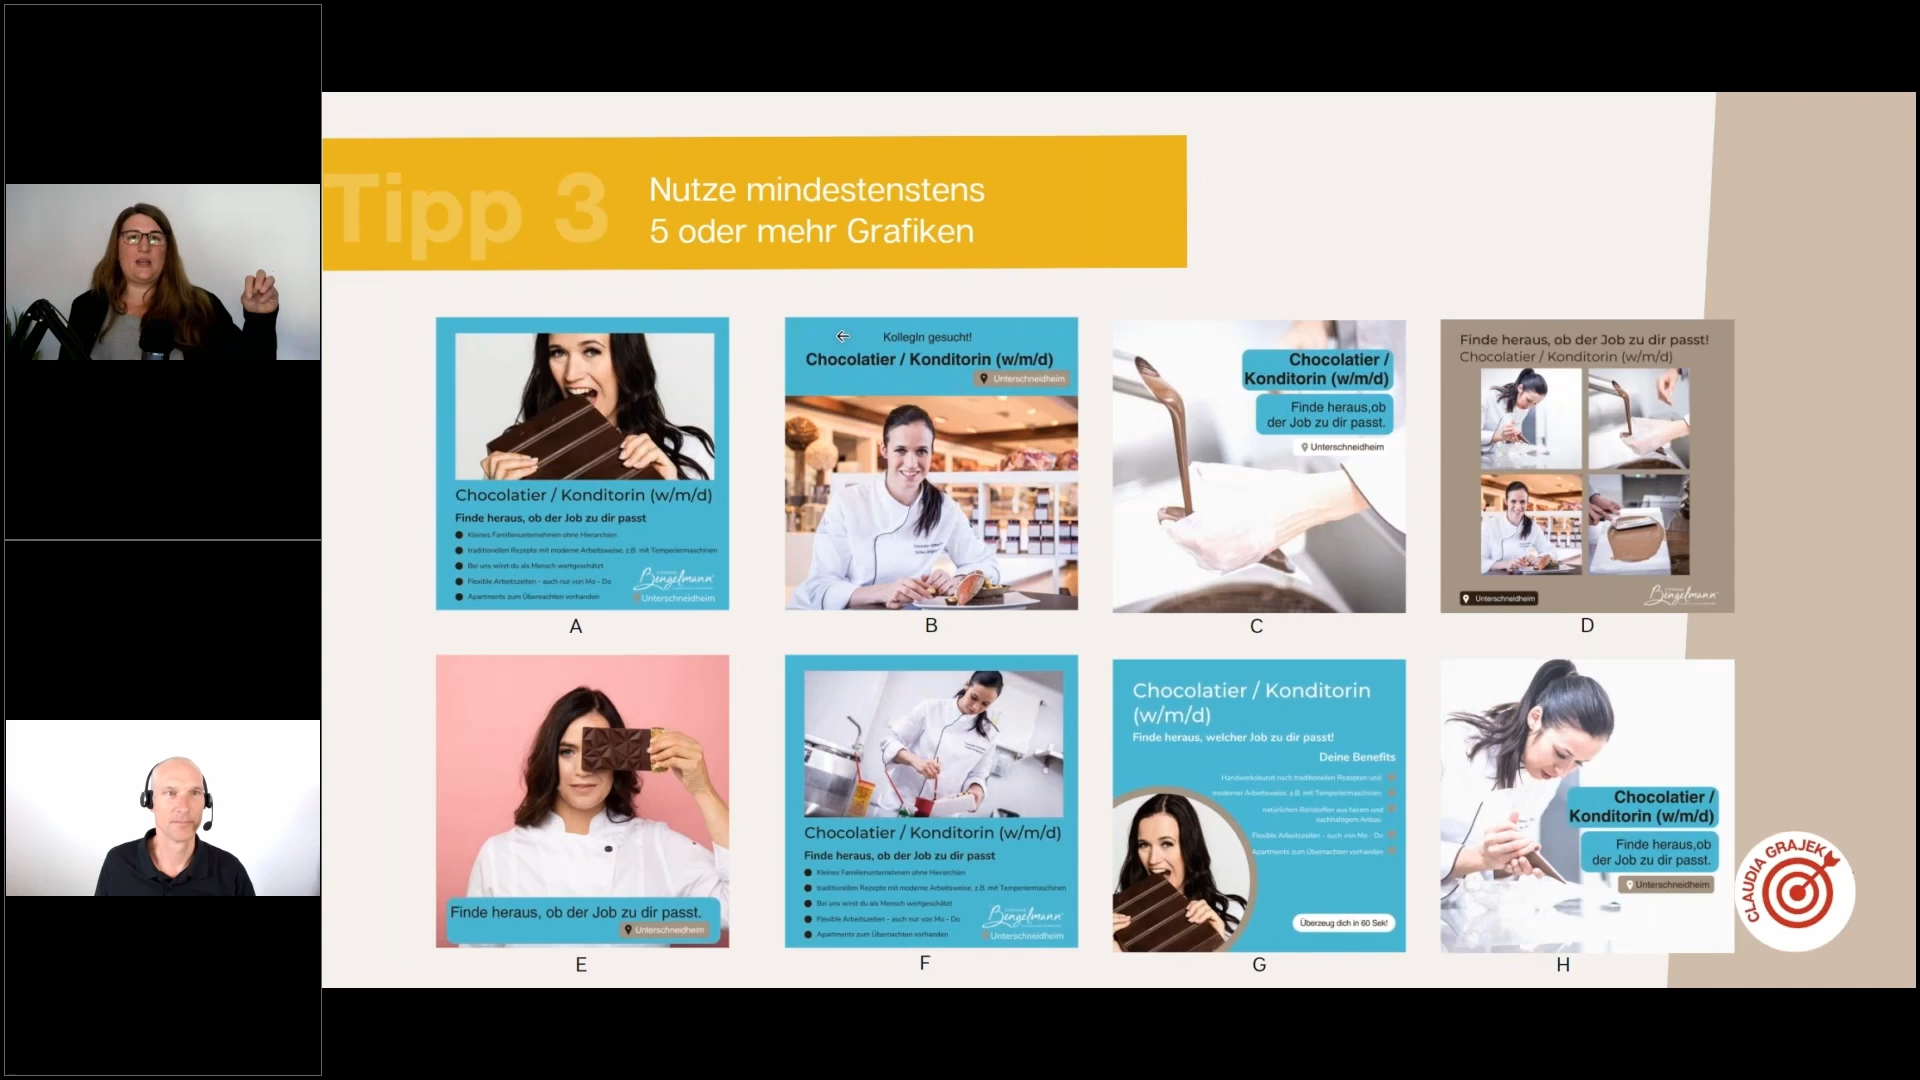 Tipp 3
Nutze mindestenstens
5 oder mehr Grafiken
Chocolatier / Konditorin (w/m/d)
Finde heraus, ob der Job zu dir passt
Kleines Familienunternehmen ohne Hierarchien
traditionellen Rezepte mit moderne Arbeitsweise, z.B. mit Temperiermaschinen
Bei uns wirst du als Mensch wertgeschätzt
Flexible Arbeitszeiten - auch nur von Mo - Do
Apartments zum Übernachten vorhanden
Bengelmann
Unterschneidheim
A
KollegIn gesucht!
Chocolatier / Konditorin (w/m/d)
Unterschneidheim
B
Chocolatier /
Konditorin (w/m/d)
Finde heraus,ob
der Job zu dir passt.
Unterschneidheim
C
Finde heraus, ob der Job zu dir passt!
Chocolatier / Konditorin (w/m/d)
Unterschneidheim
Bengelmann
D
Finde heraus, ob der Job zu dir passt.
Unterschneidheim
E
Chocolatier / Konditorin (w/m/d)
Finde heraus, ob der Job zu dir passt
Kleines Familienunternehmen ohne Hierarchien
traditionellen Rezepte mit moderne Arbeitsweise, z.B. mit Temperiermaschinen
Bei uns wirst du als Mensch wertgeschätzt
Flexible Arbeitszeiten - auch nur von Mo - Do
Apartments zum Übernachten vorhanden
Bengelmann
Unterschneidheim
F
Chocolatier / Konditorin
(w/m/d)
Finde heraus, welcher Job zu dir passt!
Deine Benefits
Handwerkskunst nach traditionellen Rezepten und
moderner Arbeitsweise, z.B. mit Temperiermaschinen.
natürlichen Rohstoffen aus fairem und
nachhaltigem Anbau
Flexible Arbeitszeiten - auch von Mo - Do
Apartments zum Übernachten vorhanden
Überzeug dich in 60 Sek!
G
Chocolatier /
Konditorin (w/m/d)
Finde heraus,ob
der Job zu dir passt.
Unterschneidheim
H
CLAUDIA GRAJEK